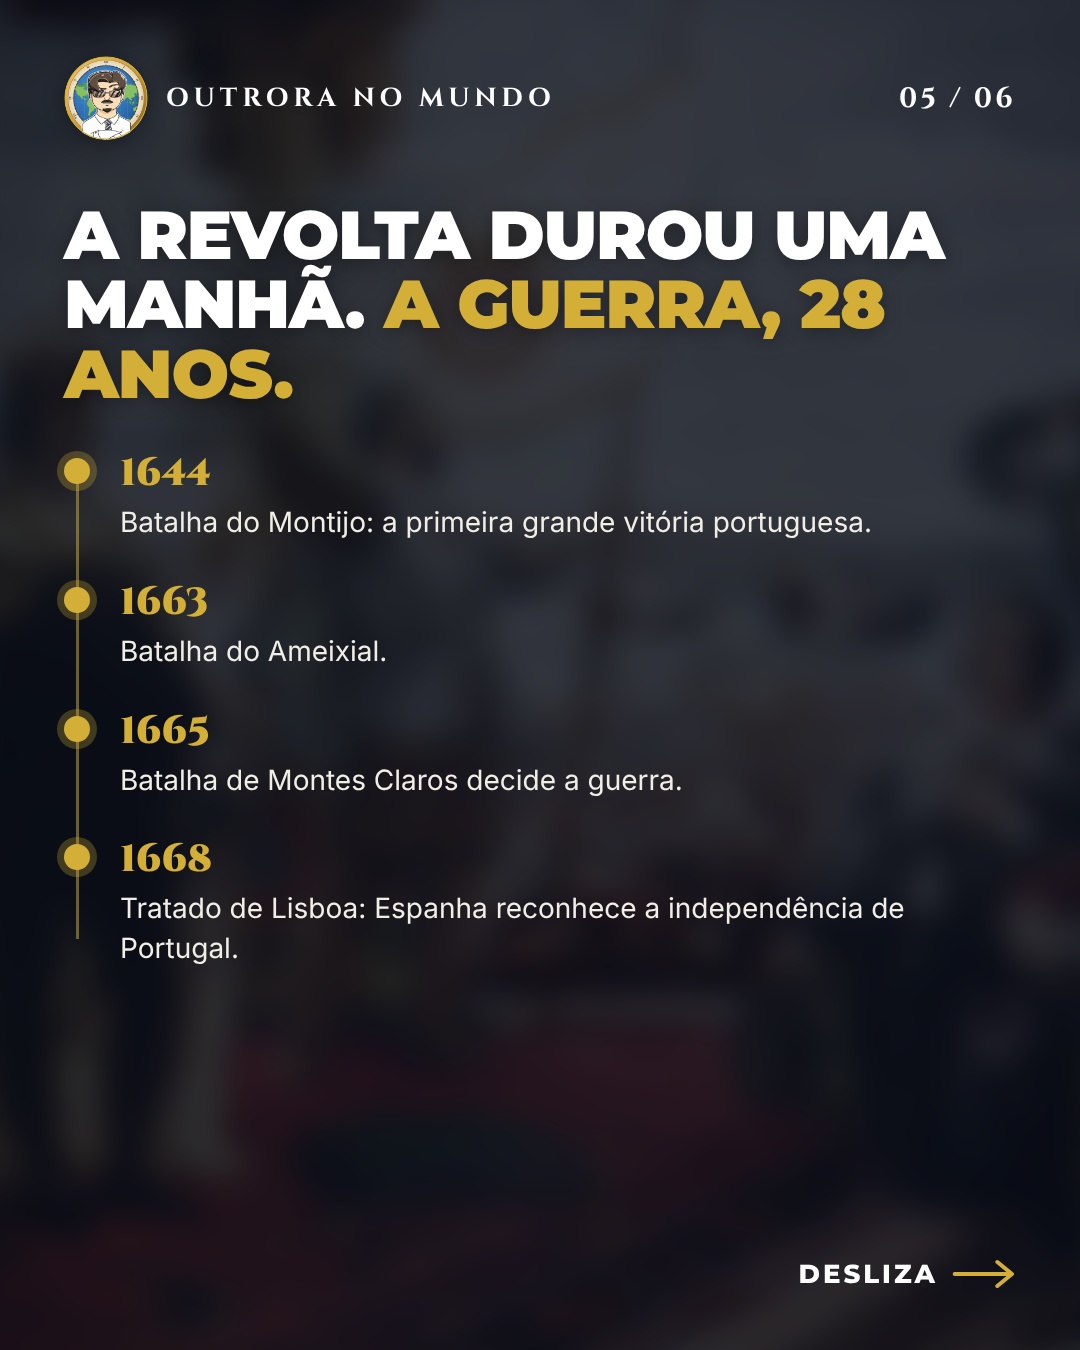 OUTRORA NO MUNDO
05 / 06
A REVOLTA DUROU UMA
MANHÃ. A GUERRA, 28
ANOS.
1644
Batalha do Montijo: a primeira grande vitória portuguesa.
1663
Batalha do Ameixial.
1665
Batalha de Montes Claros decide a guerra.
1668
Tratado de Lisboa: Espanha reconhece a independência de
Portugal.
DESLIZA